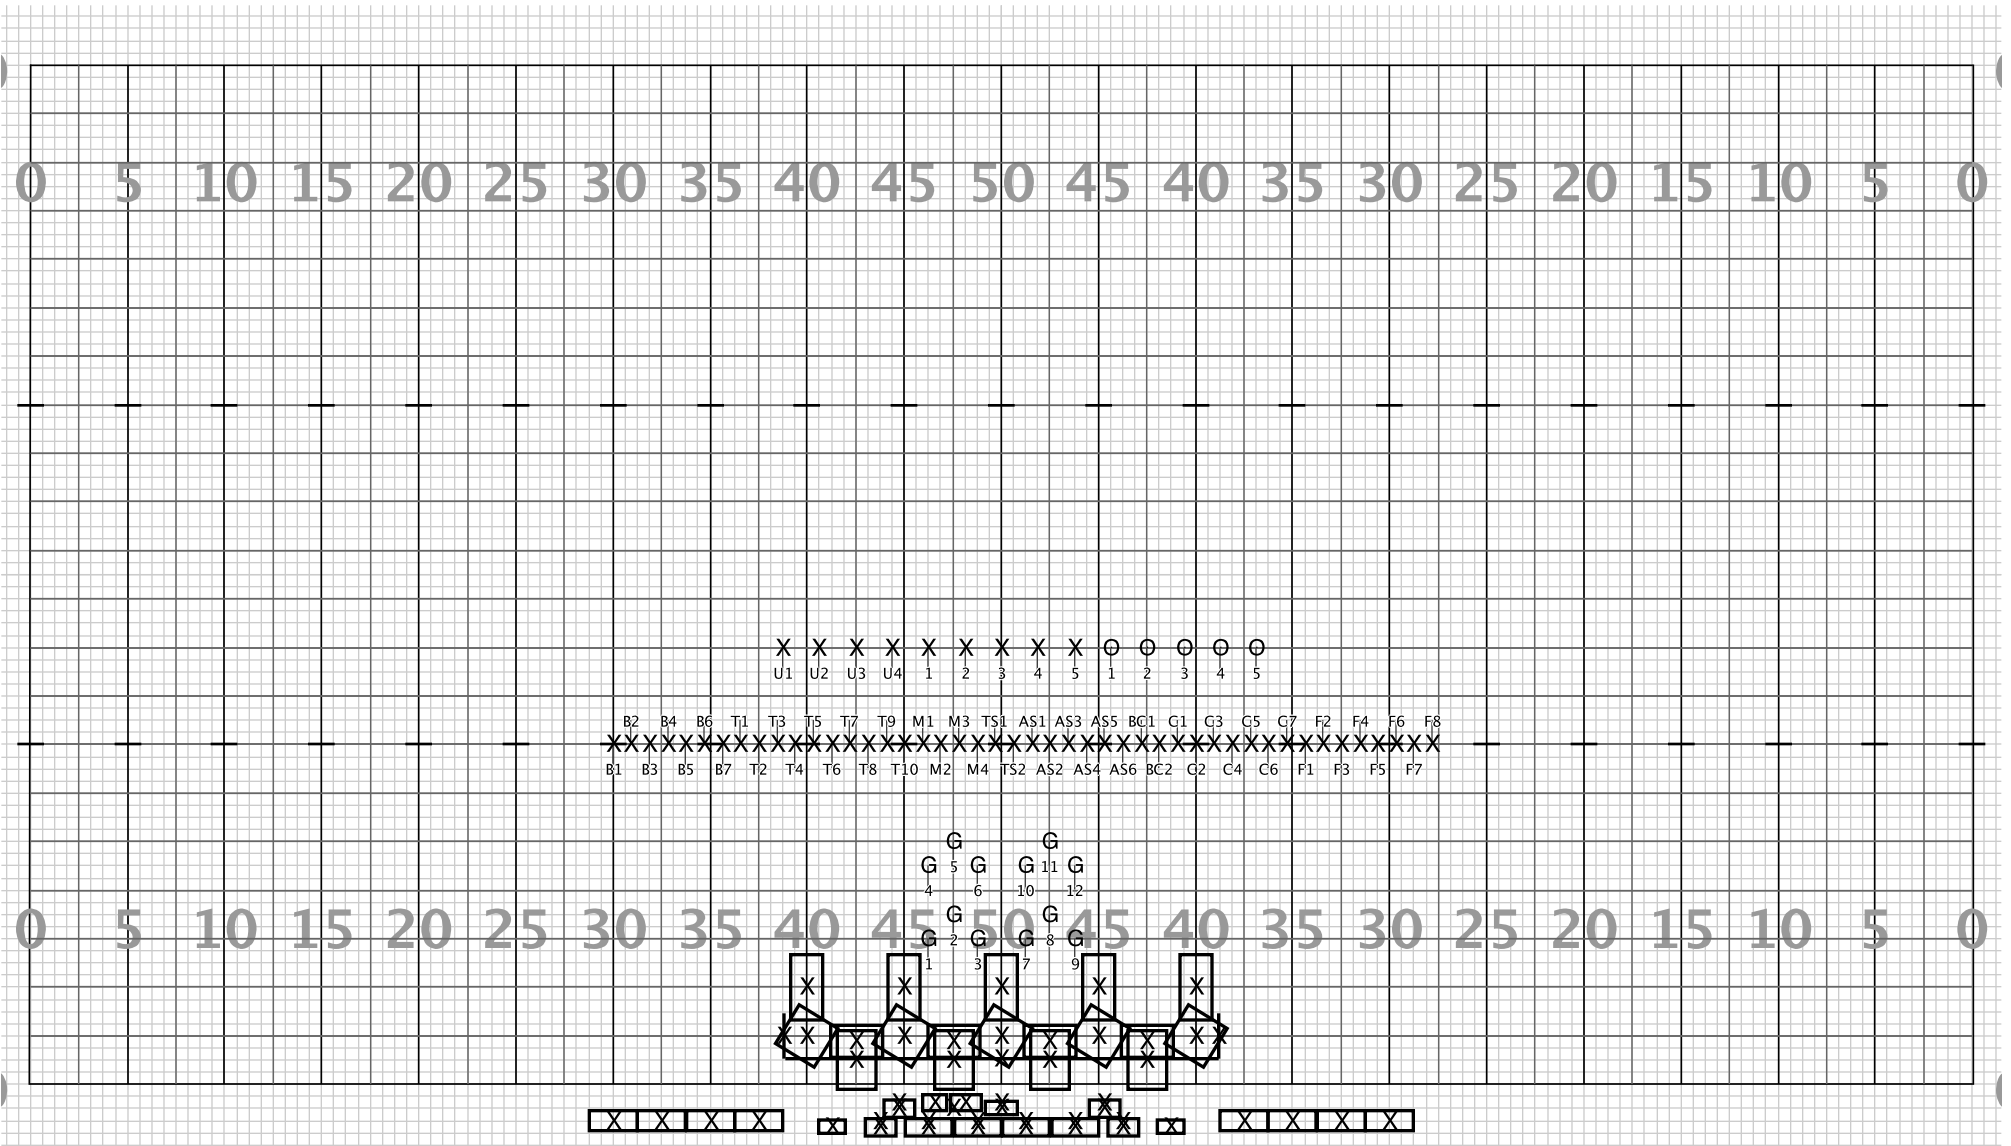 0 5 10 15 20 25 30 35 40 45 50 45 40 35 30 25 20 15 10 5 0
X X X X X X X X X O O O O O
U1 U2 U3 U4 1 2 3 4 5 1 2 3 4 5
B2 B4 B6 T1 T3 T5 T7 T9 M1 M3 TS1 AS1 AS3 AS5 BC1 C1 C3 C5 C7 F2 F4 F6 F8
X X X X X X X X X X X X X X X X X X X X X X X X X X X X X X X X X X X X X X X X X X X X X X
B1 B3 B5 B7 T2 T4 T6 T8 T10 M2 M4 TS2 AS2 AS4 AS6 BC2 C2 C4 C6 F1 F3 F5 F7
G G
G 5 G G 11 G
4 6 10 12
G G
0 5 10 15 20 25 30 35 40 45 50 45 40 35 30 25 20 15 10 5 0
G 2 G G 8 G
1 3 7 9
X X X X X
X X X X X X X
X X X X
X X X X X
X X X X X
X X X X X X X X X X X X X X X X